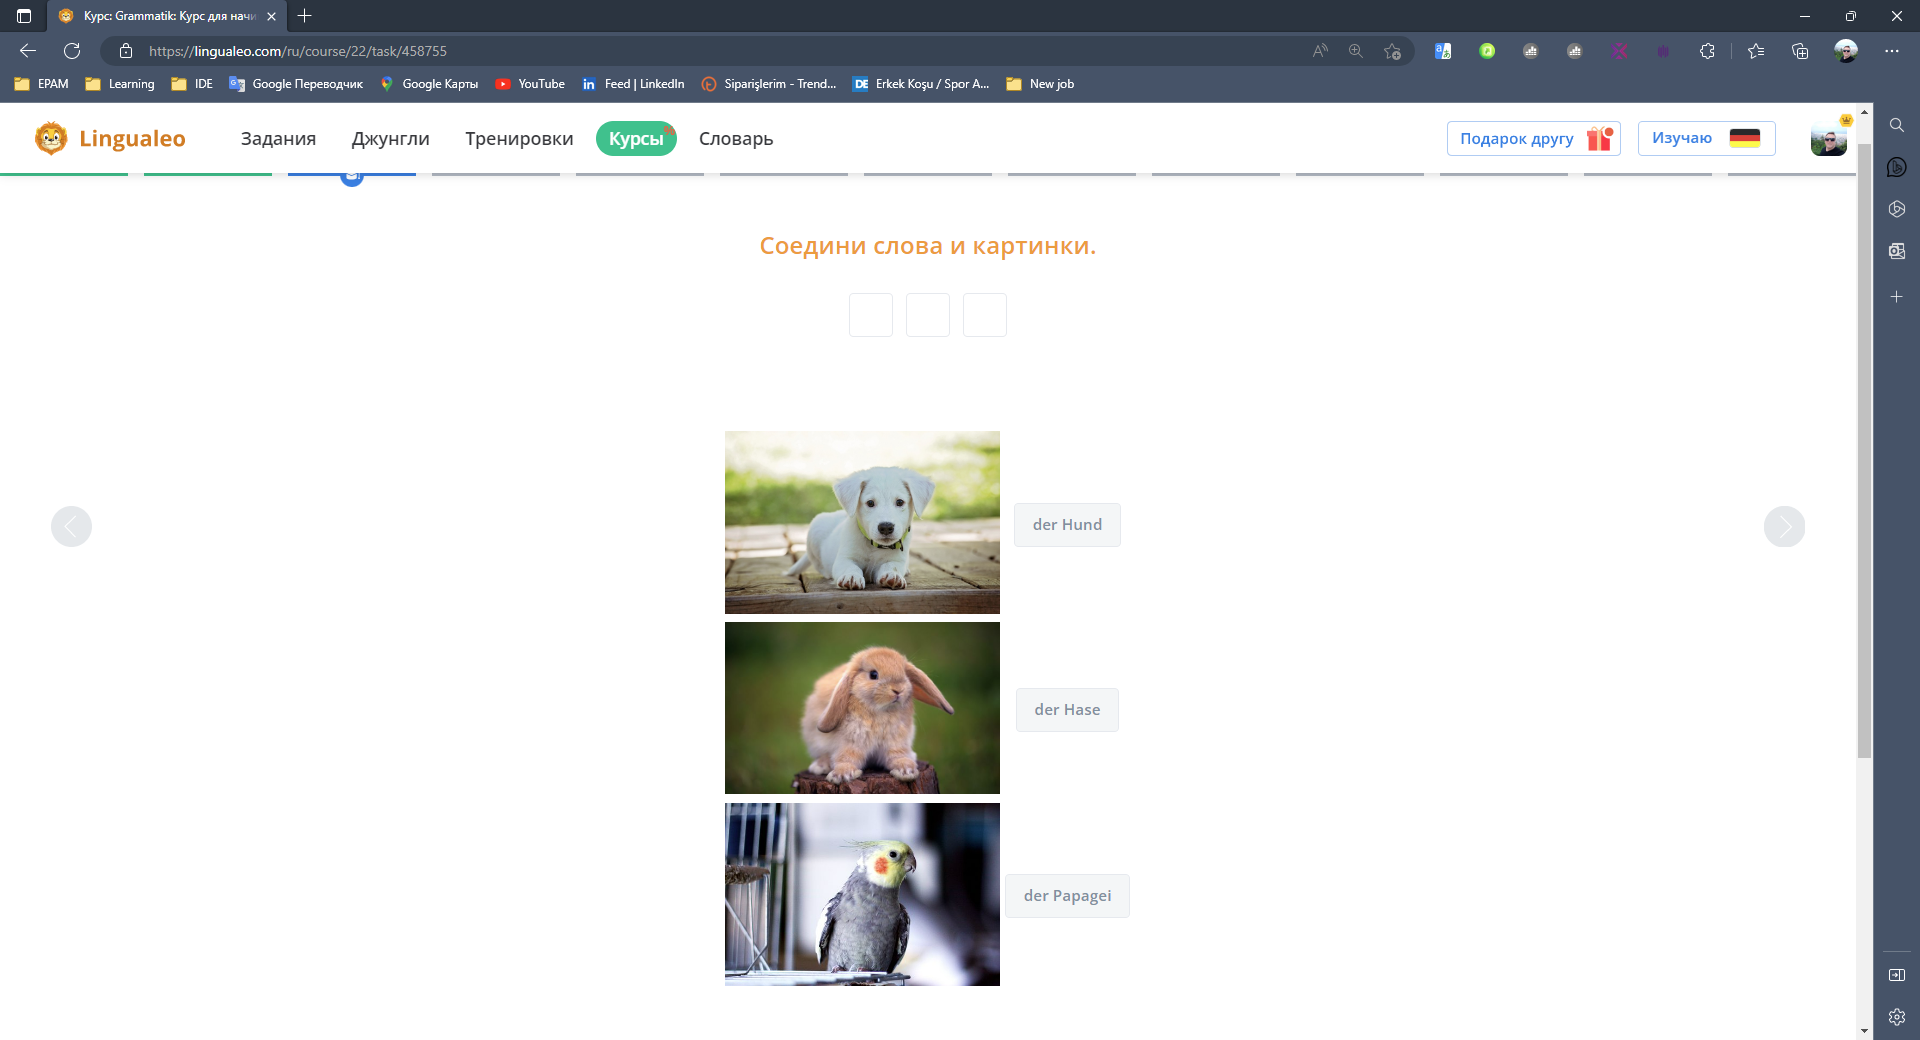 Курс: Grammatik: Курс для начи
https://lingualeo.com/ru/course/22/task/458755
EPAM
Learning
IDE
Google Переводчик
Google Карты
YouTube
Feed | LinkedIn
Siparişlerim - Trend...
Erkek Koşu / Spor A...
New job
Lingualeo
Задания
Джунгли
Тренировки
Курсы
Словарь
Подарок другу
Изучаю
Соедини слова и картинки.
der Hund
der Hase
der Papagei